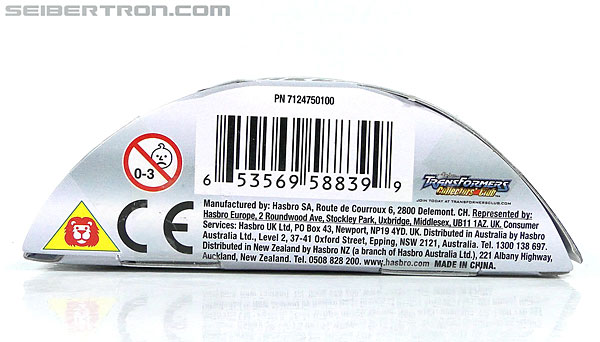 SEIBERTRON.COM
PN 7124750100
0-3
6 53569 58839 9
TRANSFORMERS
Collectors' Club
JOIN TODAY AT TRANSFORMERSCLUB.COM
CE
Manufactured by: Hasbro SA, Route de Courroux 6, 2800 Delemont. CH. Represented by:
Hasbro Europe, 2 Roundwood Ave, Stockley Park, Uxbridge, Middlesex, UB11 1AZ. UK. Consumer
Services: Hasbro UK Ltd, PO Box 43, Newport, NP19 4YD. UK. Distributed in Australia by Hasbro
Australia Ltd., Level 2, 37-41 Oxford Street, Epping, NSW 2121, Australia. Tel. 1300 138 697.
Distributed in New Zealand by Hasbro NZ (a branch of Hasbro Australia Ltd.), 221 Albany Highway,
Auckland, New Zealand. Tel. 0508 828 200. www.hasbro.com MADE IN CHINA.